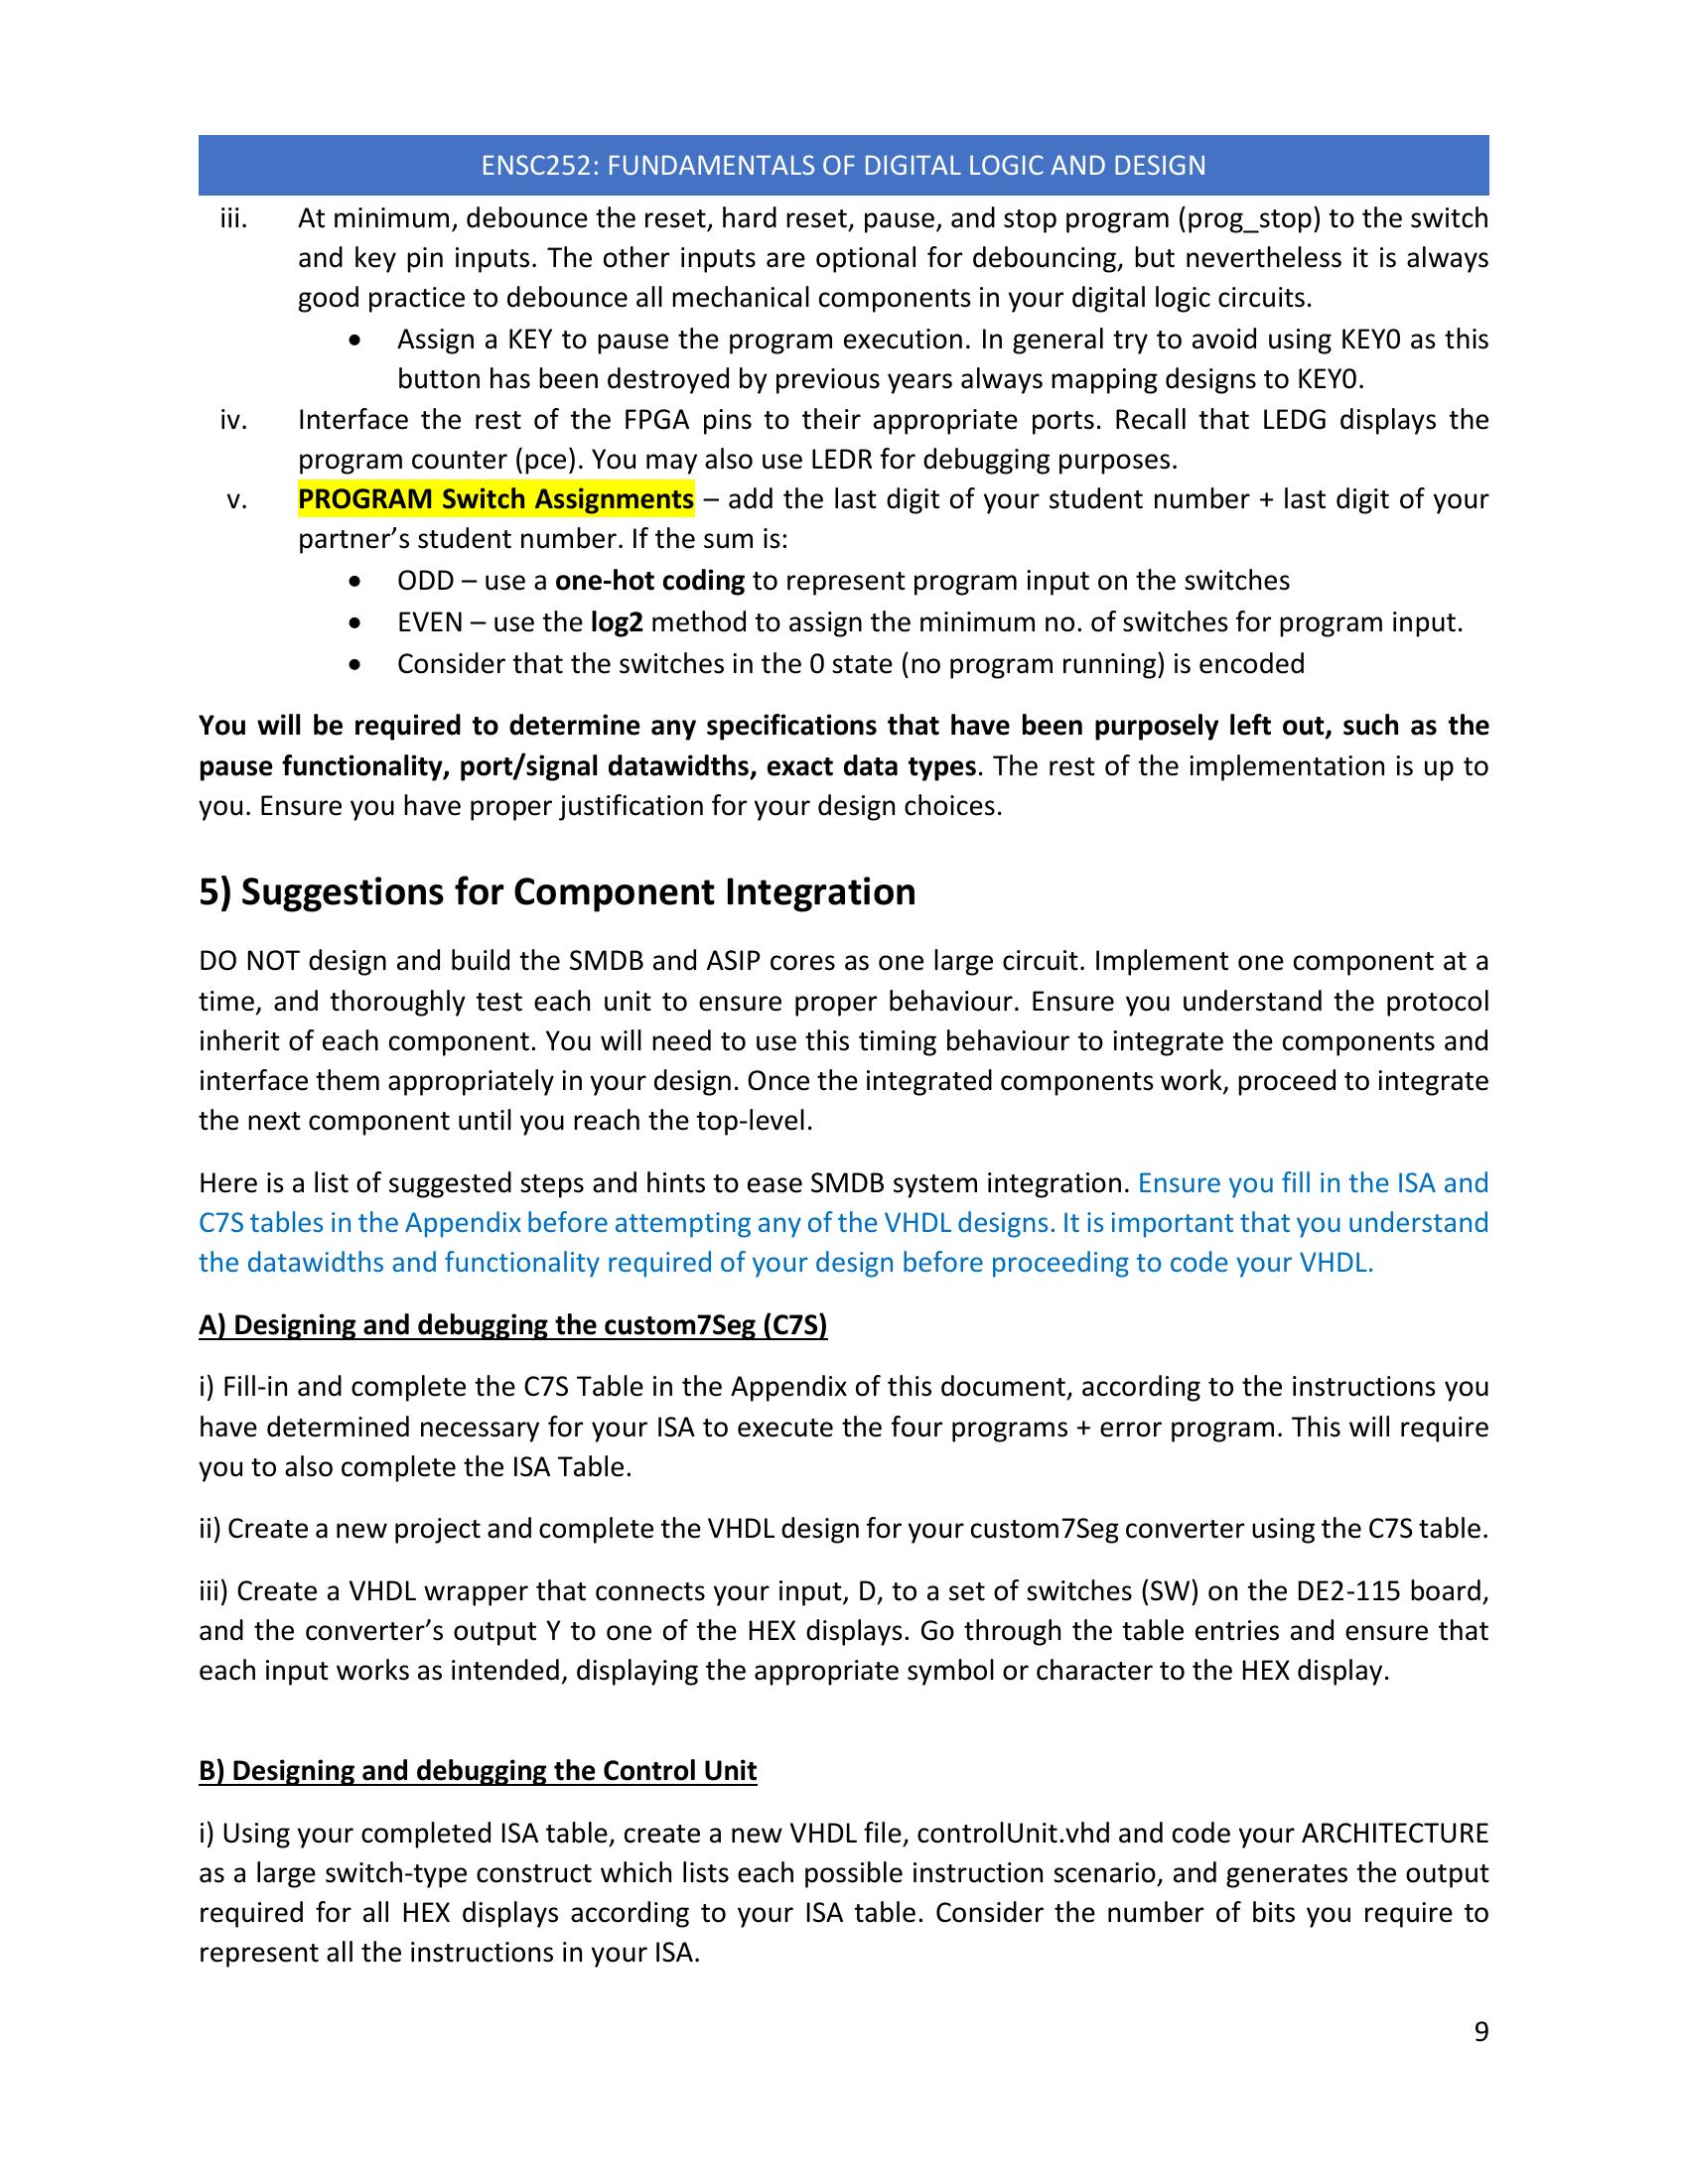 ENSC252: FUNDAMENTALS OF DIGITAL LOGIC AND DESIGN
iii. At minimum, debounce the reset, hard reset, pause, and stop program (prog_stop) to the switch
and key pin inputs. The other inputs are optional for debouncing, but nevertheless it is always
good practice to debounce all mechanical components in your digital logic circuits.
• Assign a KEY to pause the program execution. In general try to avoid using KEY0 as this
button has been destroyed by previous years always mapping designs to KEY0.
iv. Interface the rest of the FPGA pins to their appropriate ports. Recall that LEDG displays the
program counter (pce). You may also use LEDR for debugging purposes.
v. PROGRAM Switch Assignments – add the last digit of your student number + last digit of your
partner’s student number. If the sum is:
• ODD – use a one-hot coding to represent program input on the switches
• EVEN – use the log2 method to assign the minimum no. of switches for program input.
• Consider that the switches in the 0 state (no program running) is encoded
You will be required to determine any specifications that have been purposely left out, such as the
pause functionality, port/signal datawidths, exact data types. The rest of the implementation is up to
you. Ensure you have proper justification for your design choices.
5) Suggestions for Component Integration
DO NOT design and build the SMDB and ASIP cores as one large circuit. Implement one component at a
time, and thoroughly test each unit to ensure proper behaviour. Ensure you understand the protocol
inherit of each component. You will need to use this timing behaviour to integrate the components and
interface them appropriately in your design. Once the integrated components work, proceed to integrate
the next component until you reach the top-level.
Here is a list of suggested steps and hints to ease SMDB system integration. Ensure you fill in the ISA and
C7S tables in the Appendix before attempting any of the VHDL designs. It is important that you understand
the datawidths and functionality required of your design before proceeding to code your VHDL.
A) Designing and debugging the custom7Seg (C7S)
i) Fill-in and complete the C7S Table in the Appendix of this document, according to the instructions you
have determined necessary for your ISA to execute the four programs + error program. This will require
you to also complete the ISA Table.
ii) Create a new project and complete the VHDL design for your custom7Seg converter using the C7S table.
iii) Create a VHDL wrapper that connects your input, D, to a set of switches (SW) on the DE2-115 board,
and the converter’s output Y to one of the HEX displays. Go through the table entries and ensure that
each input works as intended, displaying the appropriate symbol or character to the HEX display.
B) Designing and debugging the Control Unit
i) Using your completed ISA table, create a new VHDL file, controlUnit.vhd and code your ARCHITECTURE
as a large switch-type construct which lists each possible instruction scenario, and generates the output
required for all HEX displays according to your ISA table. Consider the number of bits you require to
represent all the instructions in your ISA.
9